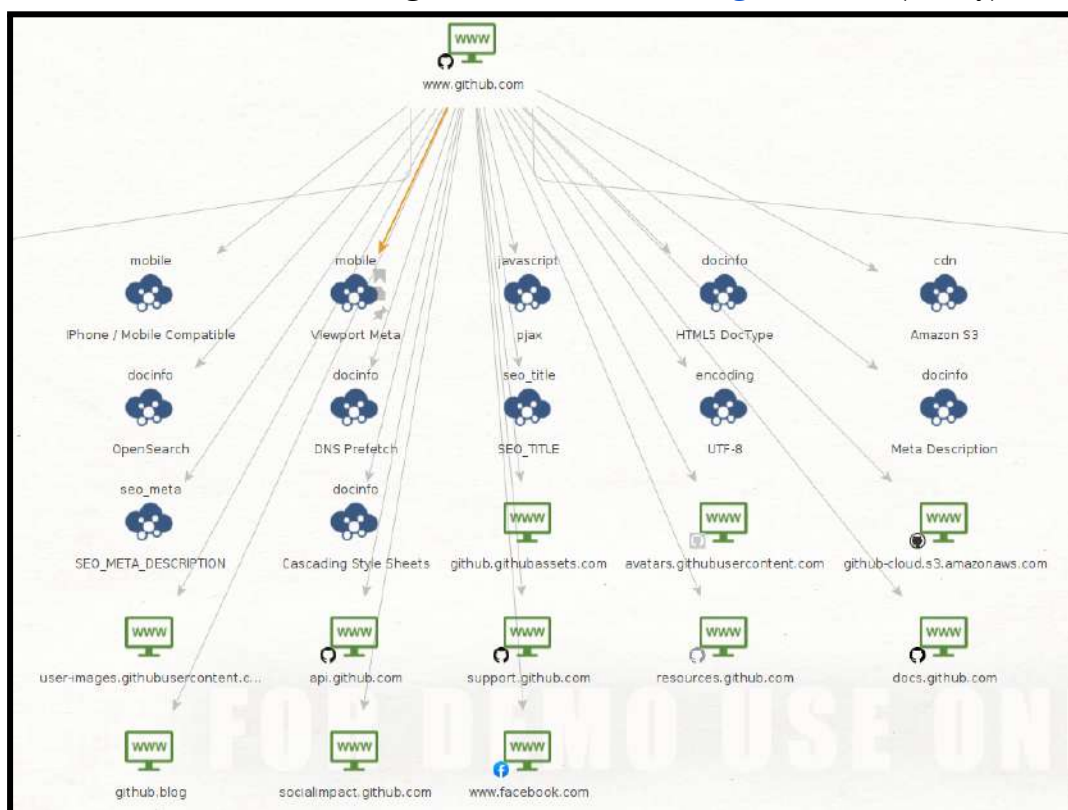 www
www.github.com
mobile mobile javascript docinfo cdn
IPhone / Mobile Compatible Viewport Meta pjax HTML5 DocType Amazon S3
docinfo docinfo seo_title encoding docinfo
OpenSearch DNS Prefetch SEO_TITLE UTF-8 Meta Description
seo_meta docinfo www www www
SEO_META_DESCRIPTION Cascading Style Sheets github.githubassets.com avatars.githubusercontent.com github-cloud.s3.amazonaws.com
www www www www www
user-images.githubusercontent.c... api.github.com support.github.com resources.github.com docs.github.com
FOR DEMO USE ON
www www www
github.blog socialimpact.github.com www.facebook.com